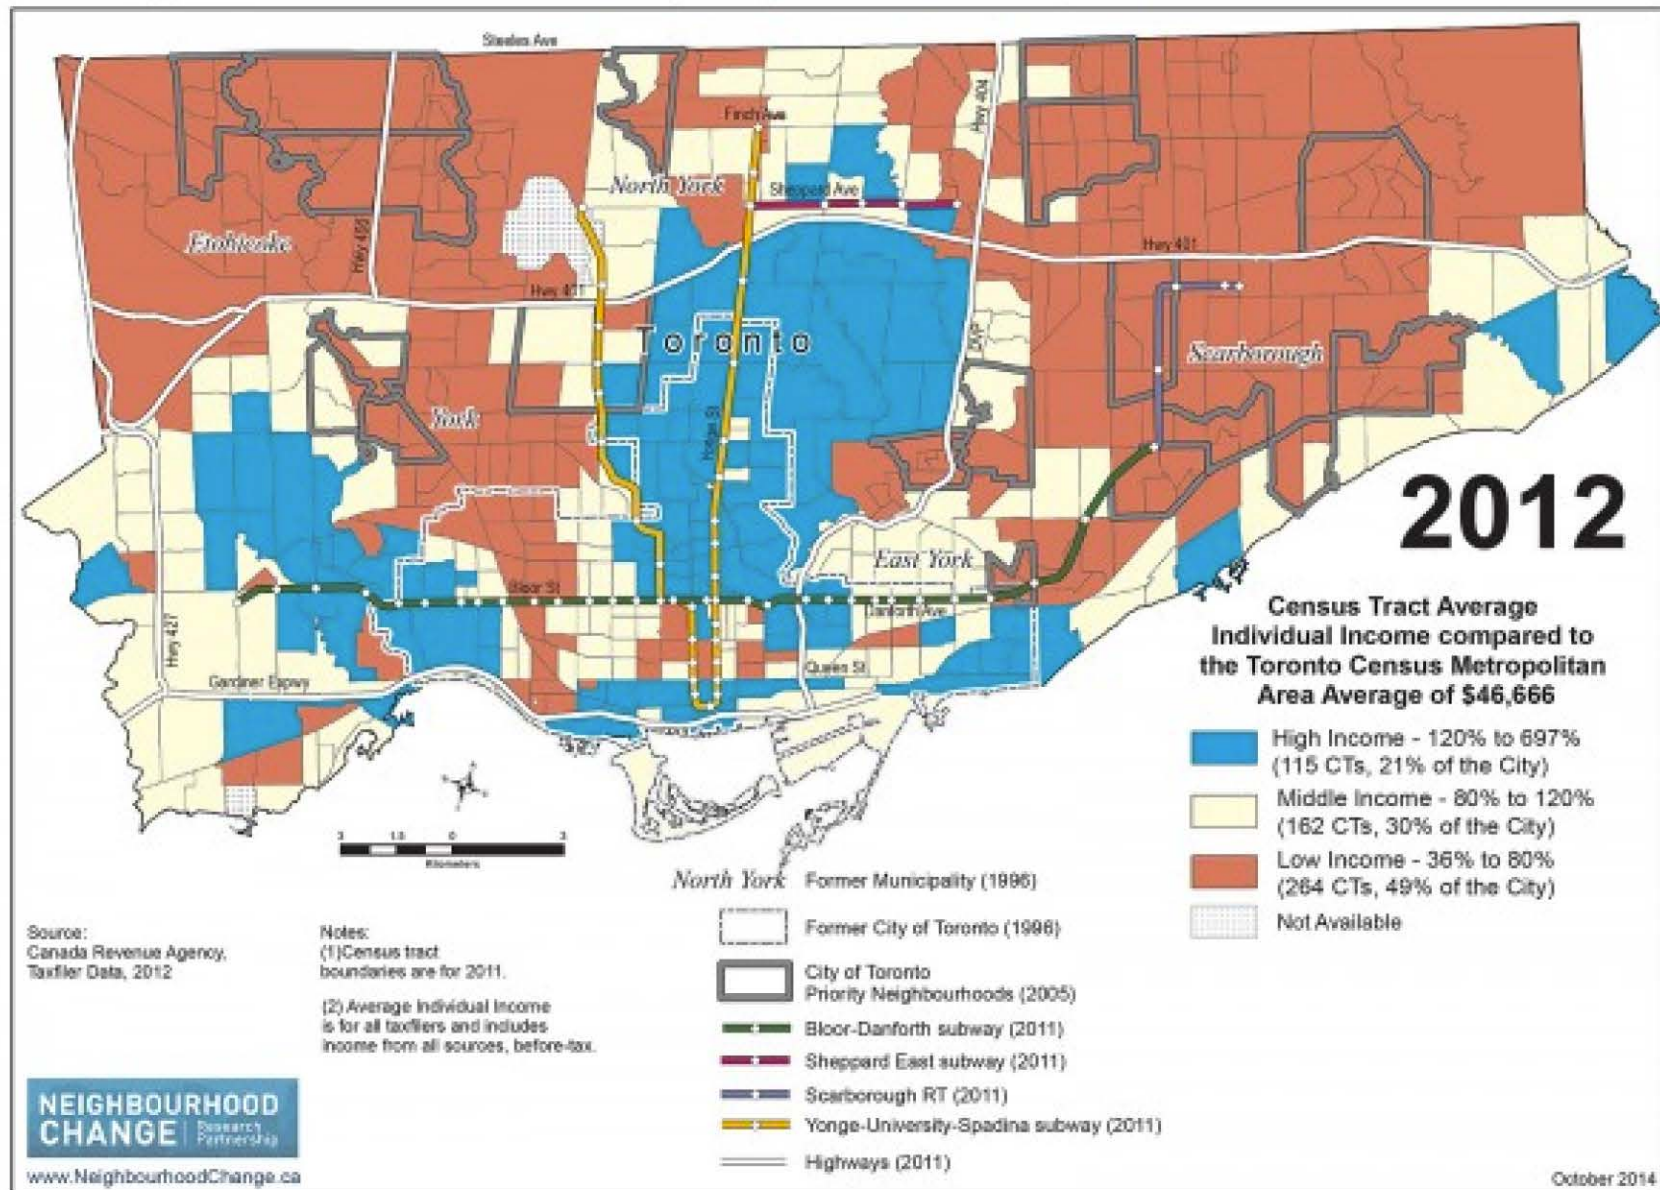 Steeles Ave
Finch Ave
Hwy 404
North York
Sheppard Ave
Etobicoke
Hwy 400
Hwy 401
Hwy 401
Toronto
DVP
Scarborough
York
Yonge St
2012
East York
Bloor St
Danforth Ave
Hwy 427
Queen St
Gardiner Expwy
Census Tract Average
Individual Income compared to
the Toronto Census Metropolitan
Area Average of $46,666
High Income - 120% to 697%
(115 CTs, 21% of the City)
Middle Income - 80% to 120%
(162 CTs, 30% of the City)
Low Income - 36% to 80%
(264 CTs, 49% of the City)
Not Available
3 1.5 0 3
Kilometers
North York Former Municipality (1996)
Former City of Toronto (1996)
City of Toronto
Priority Neighbourhoods (2005)
Bloor-Danforth subway (2011)
Sheppard East subway (2011)
Scarborough RT (2011)
Yonge-University-Spadina subway (2011)
Highways (2011)
Source:
Canada Revenue Agency,
Taxfiler Data, 2012
Notes:
(1)Census tract
boundaries are for 2011.
(2) Average Individual Income
is for all taxfilers and includes
income from all sources, before-tax.
NEIGHBOURHOOD
CHANGE | Research
Partnership
www.NeighbourhoodChange.ca
October 2014